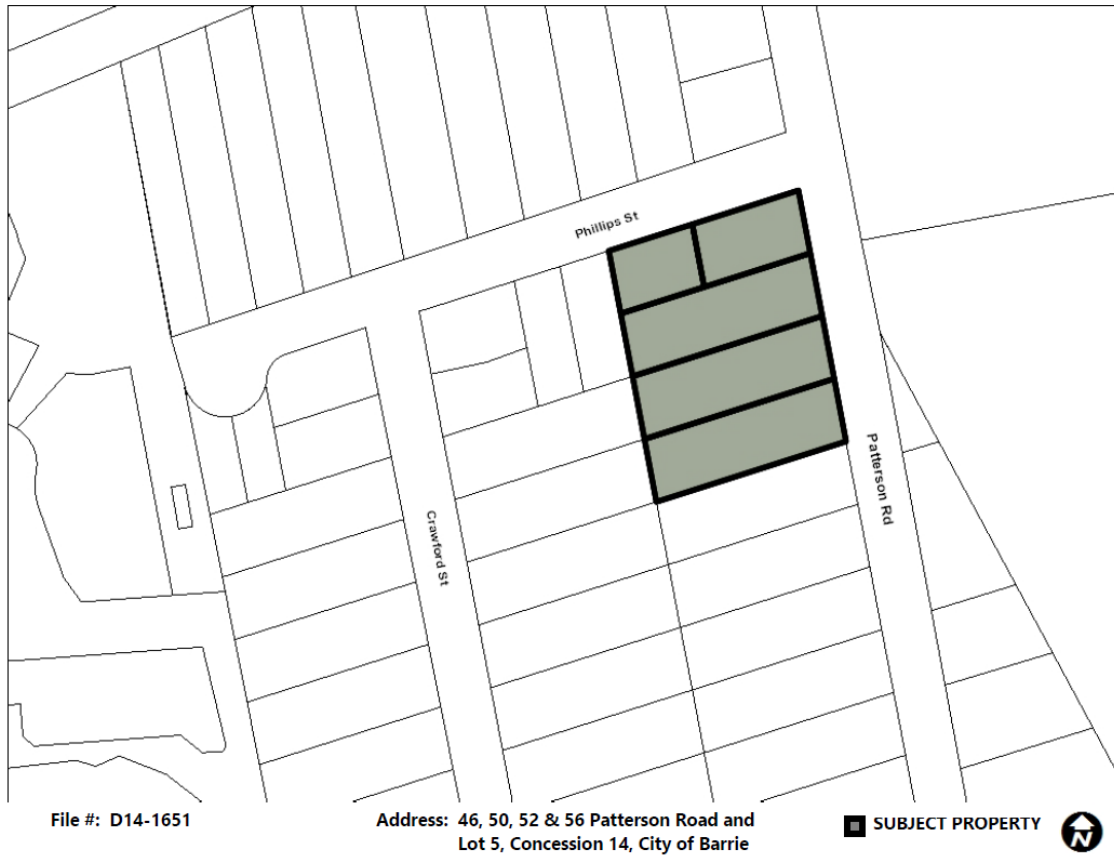 Phillips St
Crawford St
Patterson Rd
File #: D14-1651
Address: 46, 50, 52 & 56 Patterson Road and
Lot 5, Concession 14, City of Barrie
SUBJECT PROPERTY
N